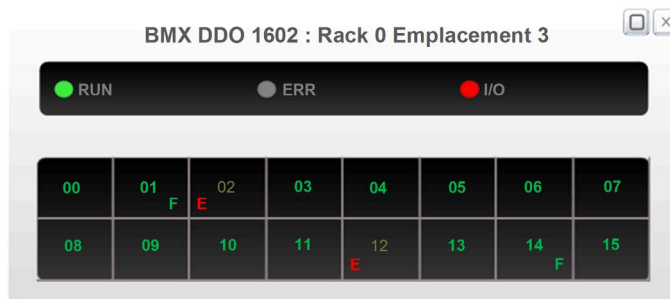 BMX DDO 1602 : Rack 0 Emplacement 3
RUN ERR I/O
00 01 F E 02 03 04 05 06 07
08 09 10 11 E 12 13 14 F 15